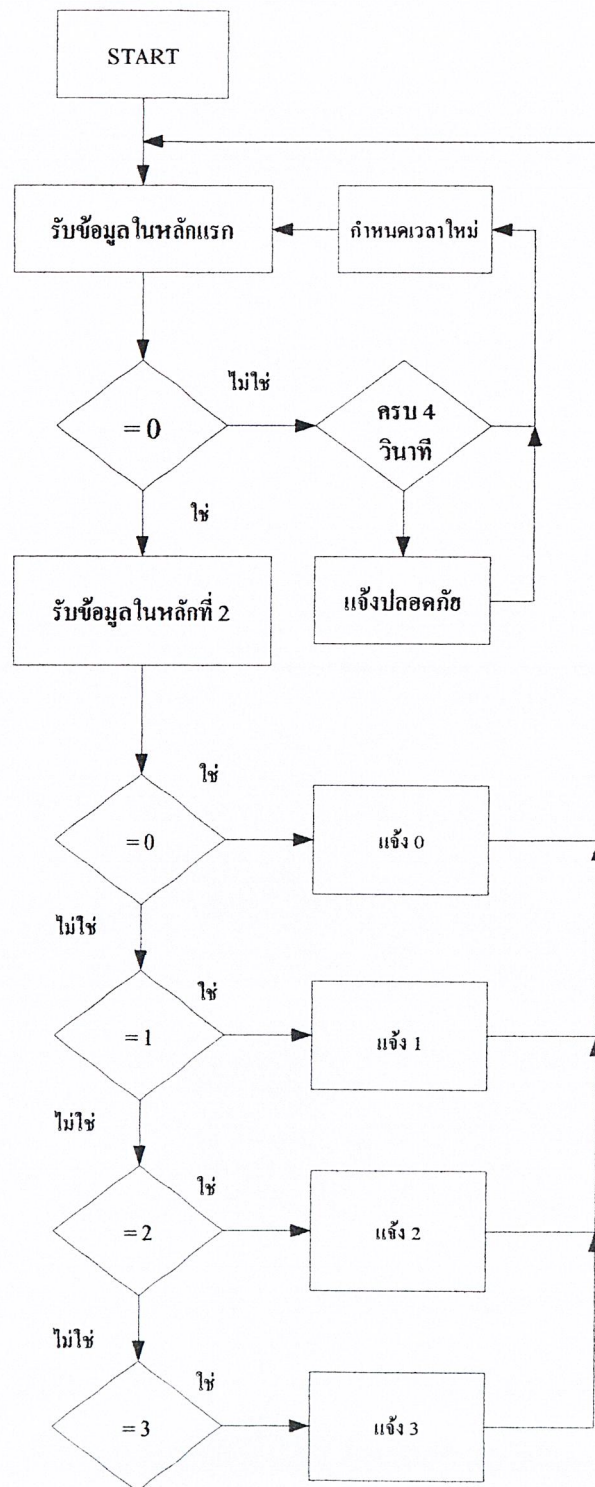 START
รับข้อมูลในหลักแรก
กำหนดเวลาใหม่
ไม่ใช่
= 0
ครบ 4
วินาที
ใช่
รับข้อมูลในหลักที่ 2
แจ้งปลอดภัย
ใช่
= 0
แจ้ง 0
ไม่ใช่
ใช่
= 1
แจ้ง 1
ไม่ใช่
ใช่
= 2
แจ้ง 2
ไม่ใช่
ใช่
= 3
แจ้ง 3